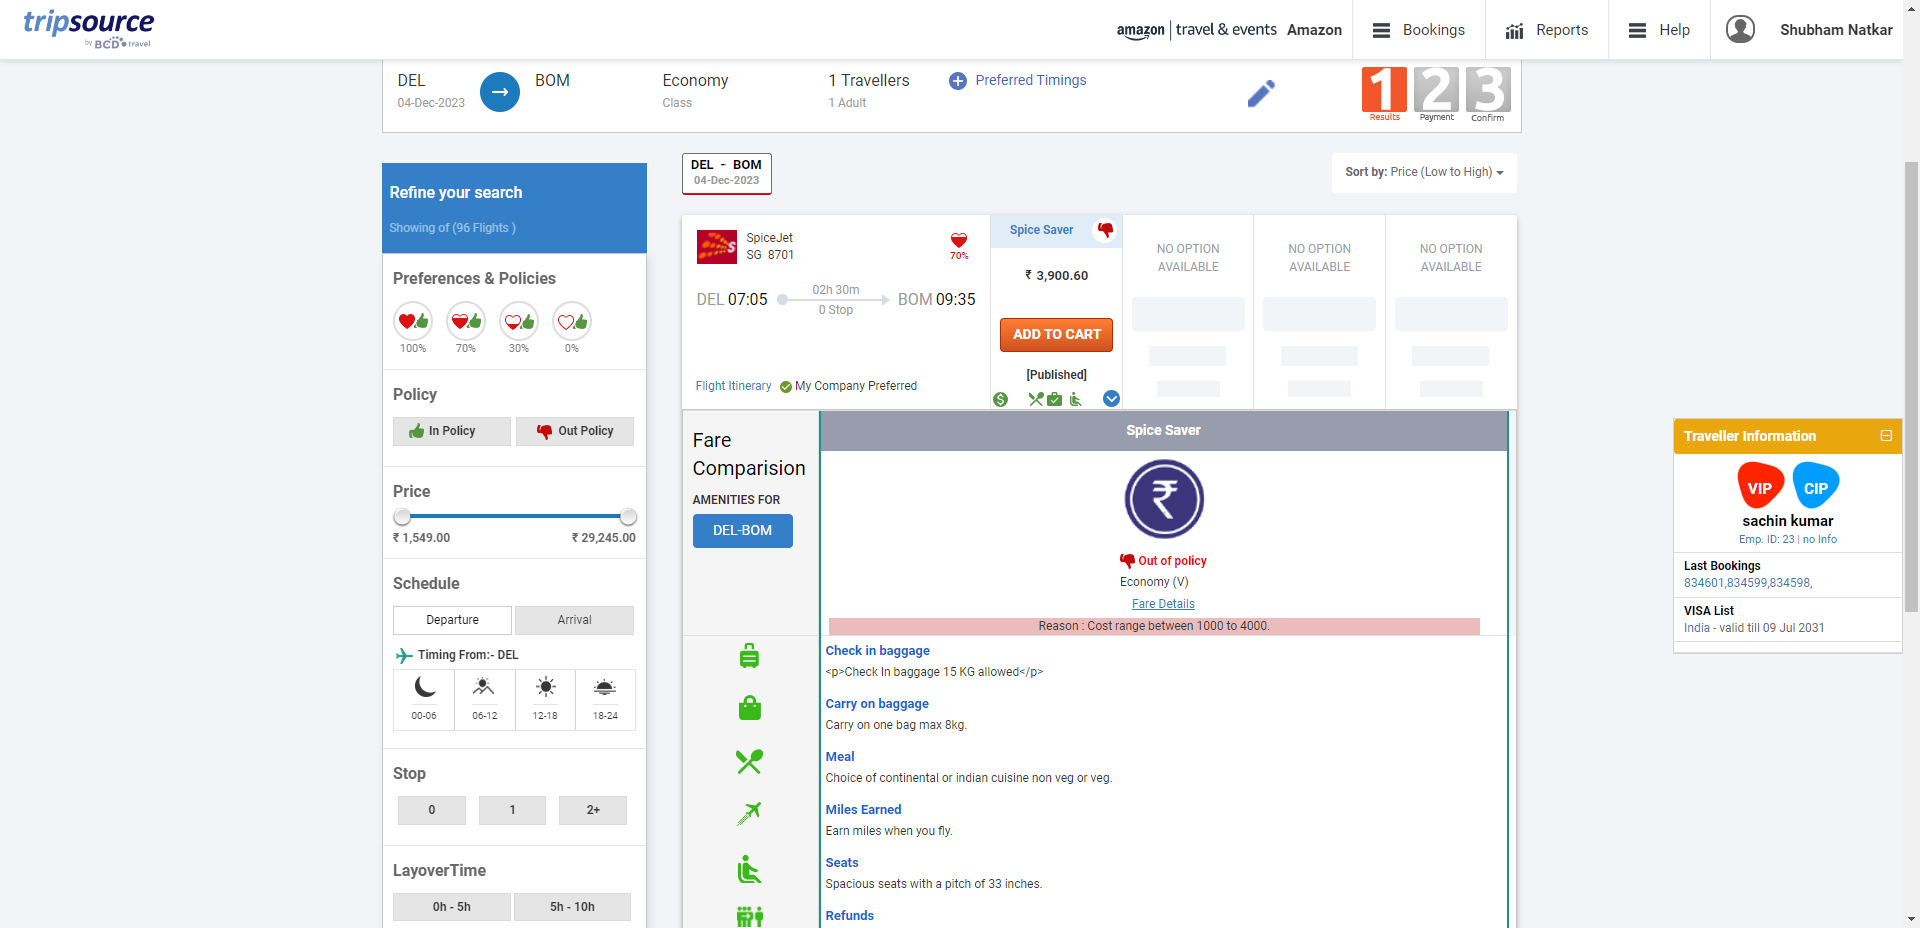 tripsource
by BCD travel
amazon | travel & events Amazon
Bookings
Reports
Help
Shubham Natkar
DEL
04-Dec-2023
BOM
Economy
Class
1 Travellers
1 Adult
Preferred Timings
1 2 3
Results Payment Confirm
Refine your search
Showing of (96 Flights )
Preferences & Policies
100% 70% 30% 0%
Policy
In Policy Out Policy
Price
₹ 1,549.00 ₹ 29,245.00
Schedule
Departure Arrival
Timing From:- DEL
00-06 06-12 12-18 18-24
Stop
0 1 2+
LayoverTime
0h - 5h 5h - 10h
DEL - BOM
04-Dec-2023
Sort by: Price (Low to High)
SpiceJet
SG 8701
70%
DEL 07:05
02h 30m
0 Stop
BOM 09:35
Flight Itinerary My Company Preferred
Spice Saver
₹ 3,900.60
ADD TO CART
[Published]
NO OPTION
AVAILABLE
NO OPTION
AVAILABLE
NO OPTION
AVAILABLE
Fare
Comparision
AMENITIES FOR
DEL-BOM
Spice Saver
₹
Out of policy
Economy (V)
Fare Details
Reason : Cost range between 1000 to 4000.
Check in baggage
<p>Check In baggage 15 KG allowed</p>
Carry on baggage
Carry on one bag max 8kg.
Meal
Choice of continental or indian cuisine non veg or veg.
Miles Earned
Earn miles when you fly.
Seats
Spacious seats with a pitch of 33 inches.
Refunds
Traveller Information
VIP CIP
sachin kumar
Emp. ID: 23 | no Info
Last Bookings
834601,834599,834598,
VISA List
India - valid till 09 Jul 2031